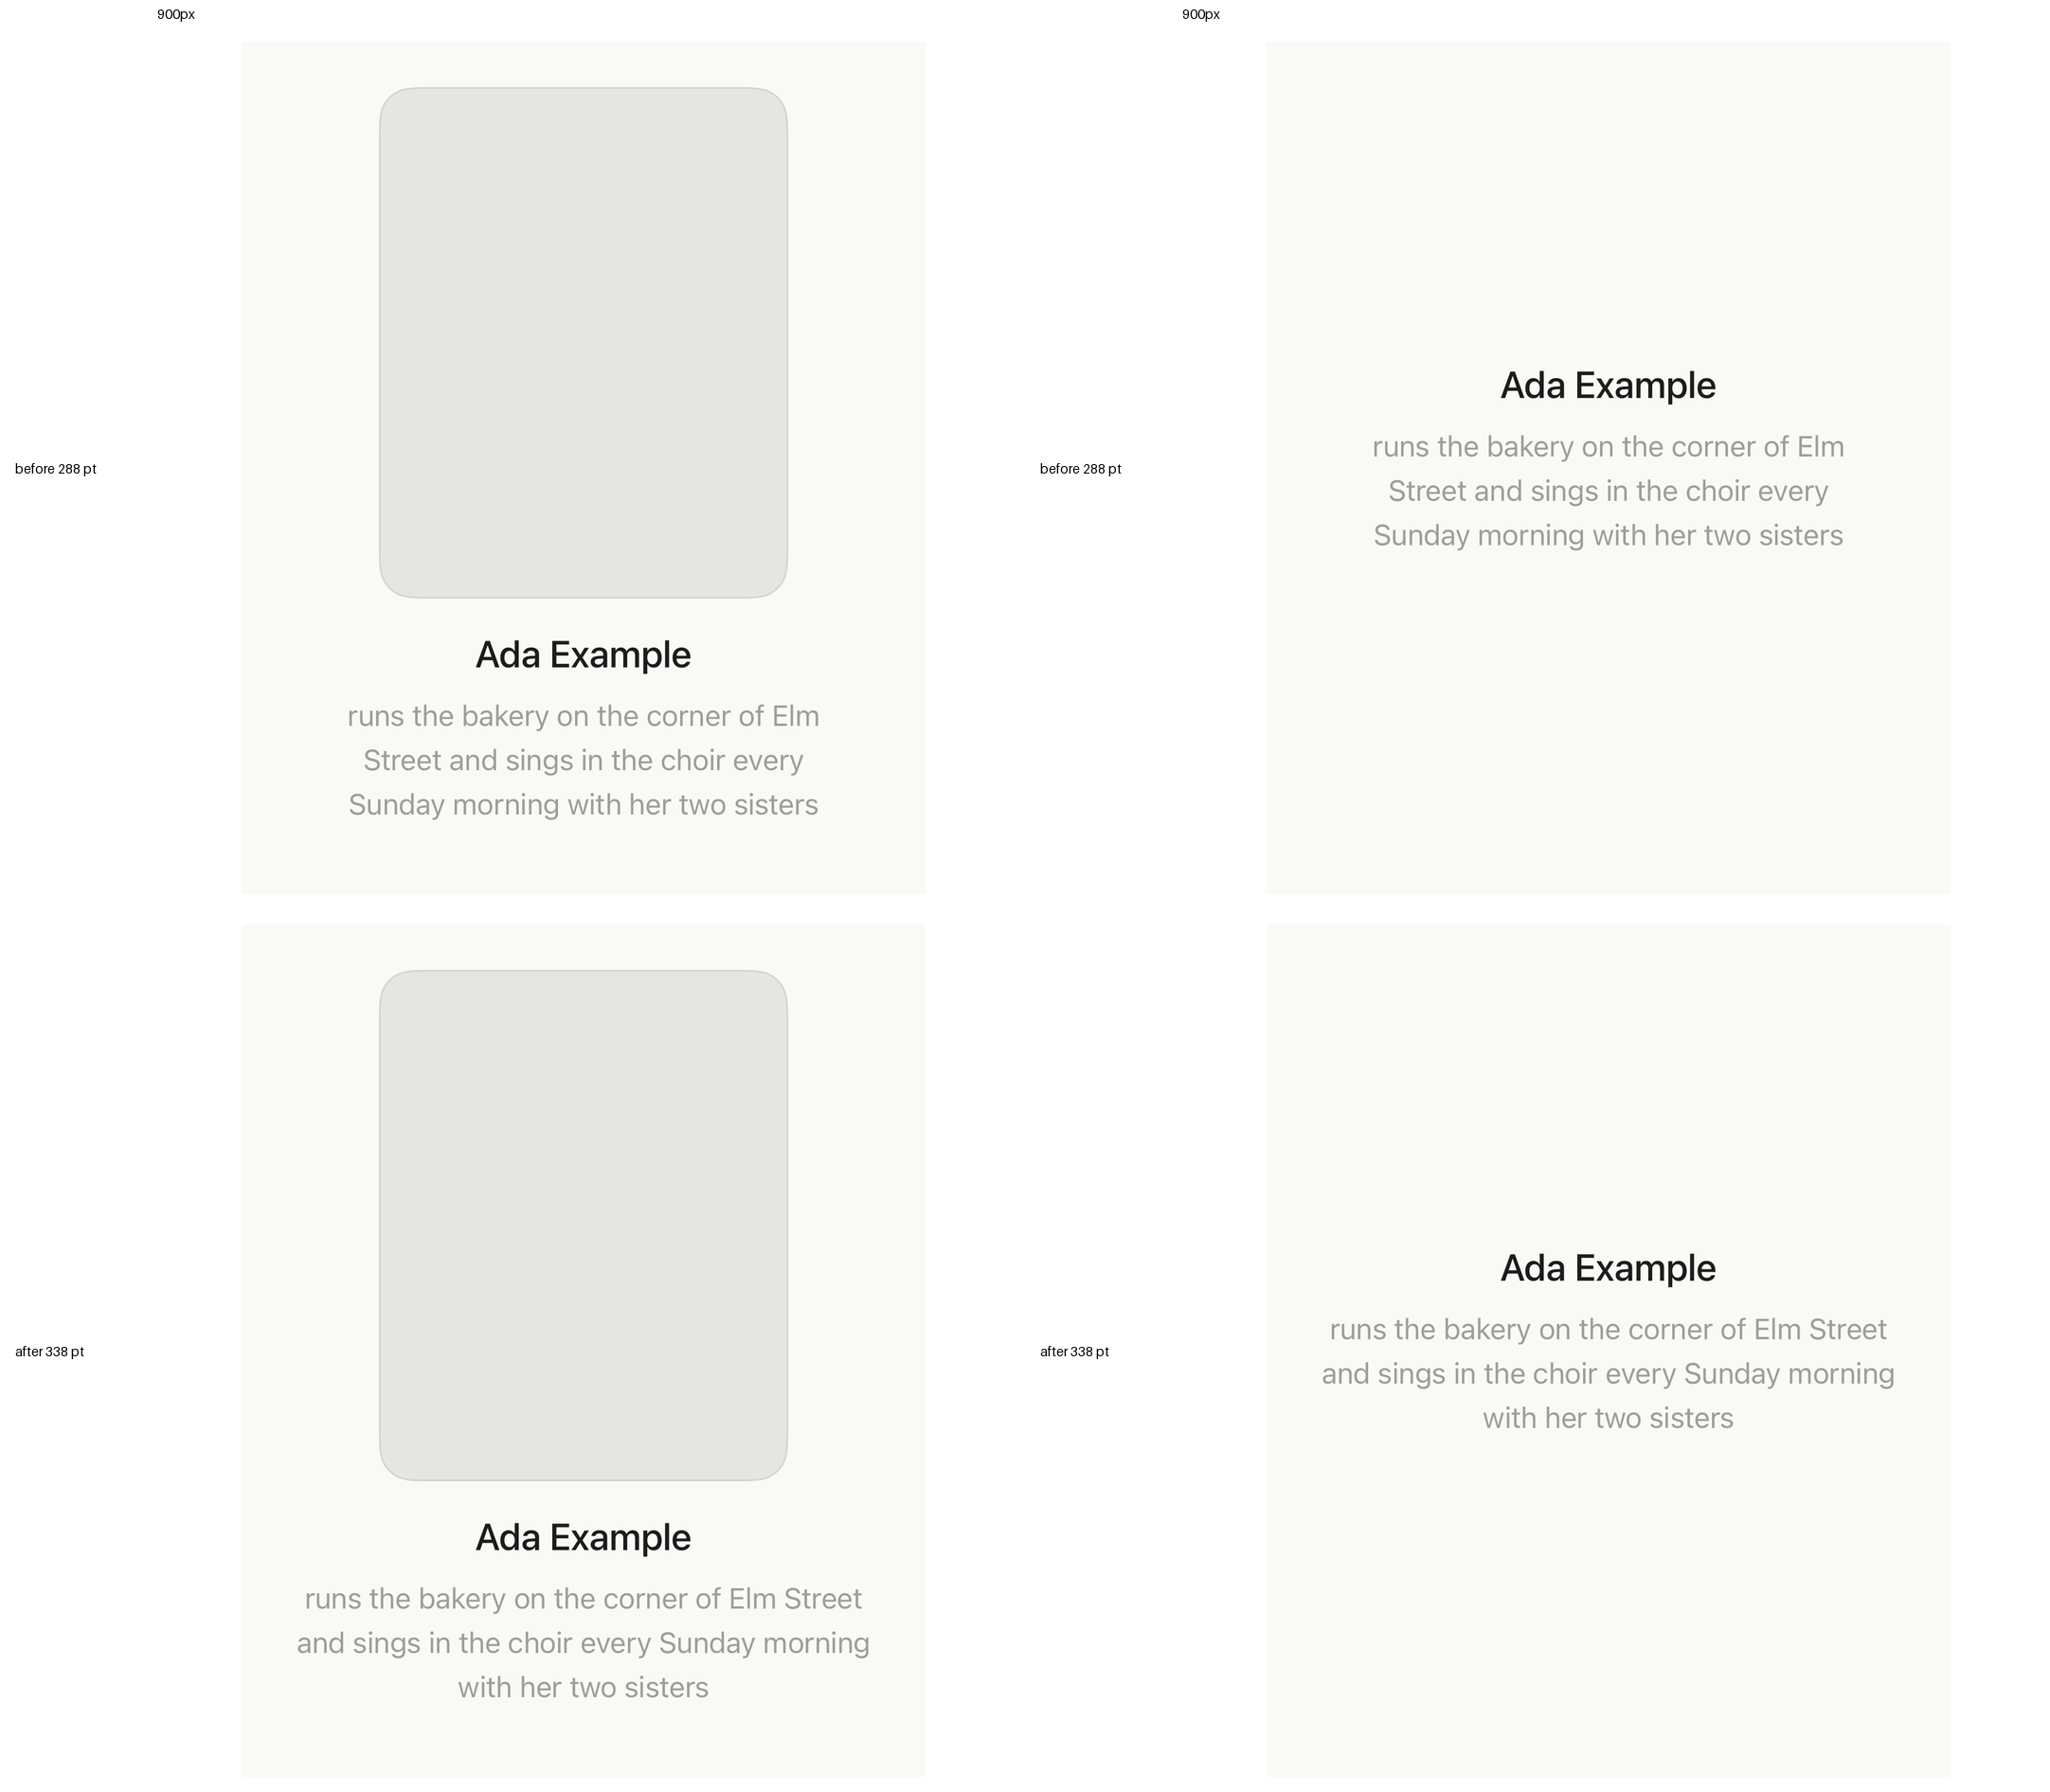 900px
900px
before 288 pt
Ada Example
runs the bakery on the corner of Elm
Street and sings in the choir every
Sunday morning with her two sisters
before 288 pt
Ada Example
runs the bakery on the corner of Elm
Street and sings in the choir every
Sunday morning with her two sisters
after 338 pt
Ada Example
runs the bakery on the corner of Elm Street
and sings in the choir every Sunday morning
with her two sisters
after 338 pt
Ada Example
runs the bakery on the corner of Elm Street
and sings in the choir every Sunday morning
with her two sisters